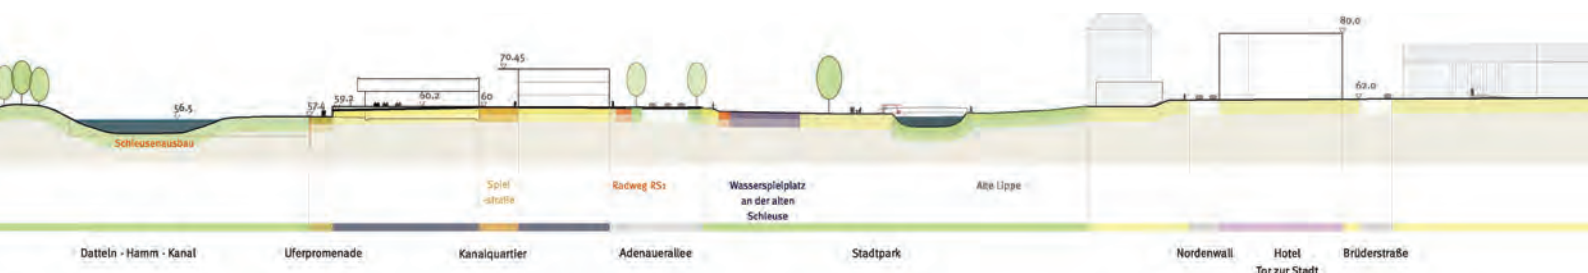 80,0
70.45
56.5
57.4
59.2
60.2
60
62.0
Schleusenausbau
Spiel
-straße
Radweg RS1
Wasserspielplatz
an der alten
Schleuse
Alte Lippe
Datteln - Hamm - Kanal
Uferpromenade
Kanalquartier
Adenauerallee
Stadtpark
Nordenwall
Hotel
Tor zur Stadt
Brüderstraße